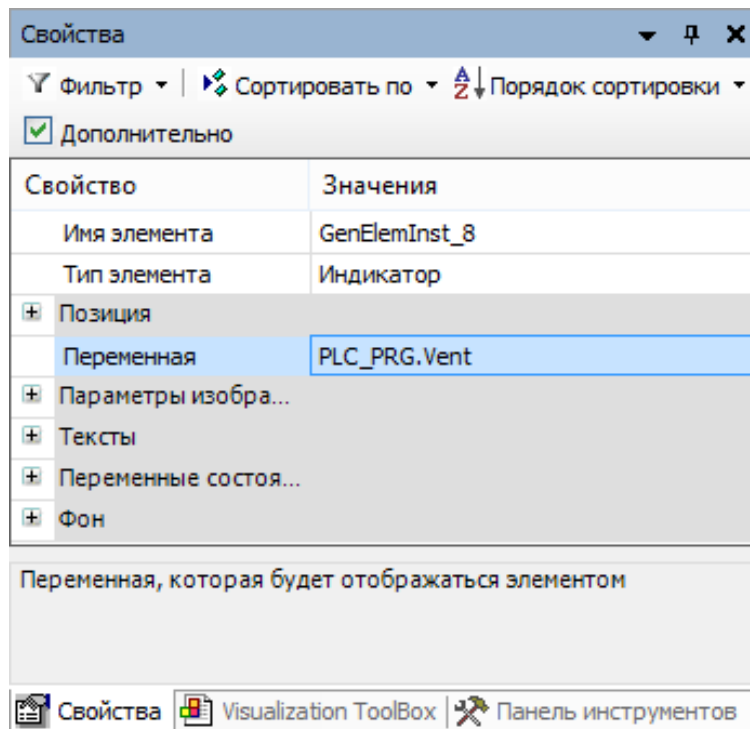 Свойства
Фильтр Сортировать по Порядок сортировки
Дополнительно
Свойство Значения
Имя элемента GenElemInst_8
Тип элемента Индикатор
Позиция
Переменная PLC_PRG.Vent
Параметры изобра...
Тексты
Переменные состоя...
Фон
Переменная, которая будет отображаться элементом
Свойства Visualization ToolBox Панель инструментов